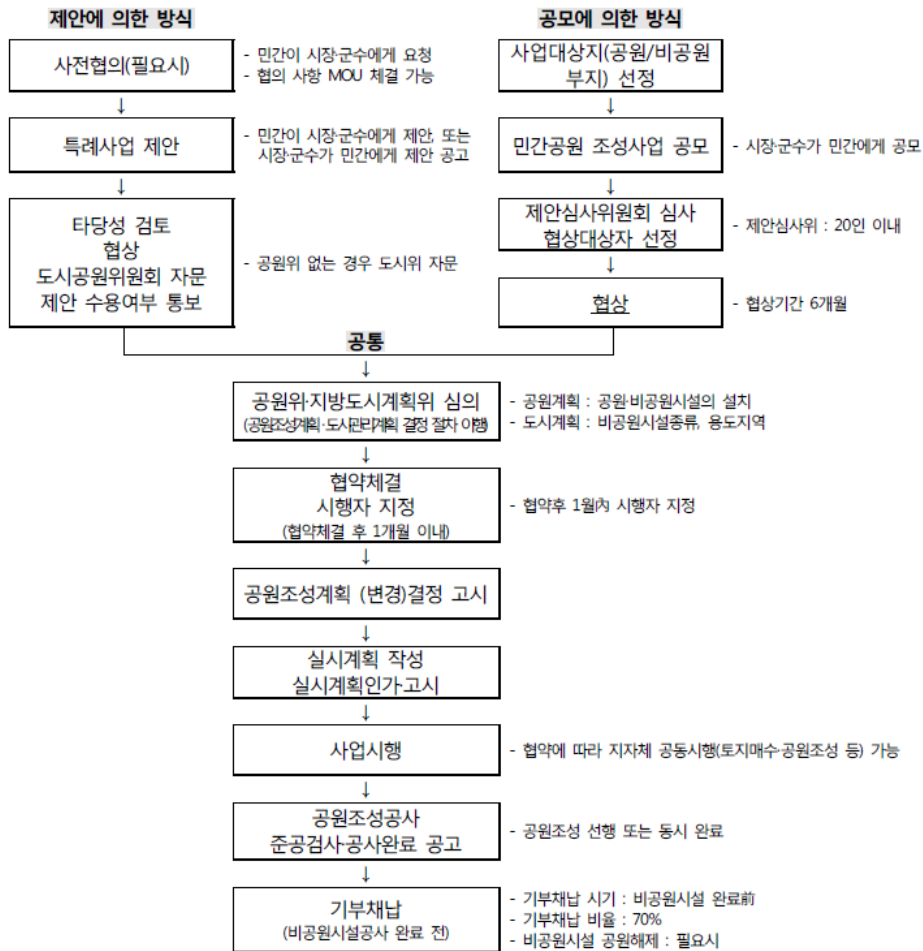 제안에 의한 방식
사전협의(필요시)
- 민간이 시장·군수에게 요청
- 협의 사항 MOU 체결 가능
↓
특례사업 제안
- 민간이 시장·군수에게 제안, 또는
시장·군수가 민간에게 제안 공고
↓
타당성 검토
협상
도시공원위원회 자문
제안 수용여부 통보
- 공원위 없는 경우 도시위 자문
공모에 의한 방식
사업대상지(공원/비공원
부지) 선정
↓
민간공원 조성사업 공모
- 시장·군수가 민간에게 공모
↓
제안심사위원회 심사
협상대상자 선정
- 제안심사위 : 20인 이내
↓
협상
- 협상기간 6개월
공통
↓
공원위·지방도시계획위 심의
(공원조성계획·도시관리계획 결정 절차 이행)
- 공원계획 : 공원·비공원시설의 설치
- 도시계획 : 비공원시설종류, 용도지역
↓
협약체결
시행자 지정
(협약체결 후 1개월 이내)
- 협약후 1월內 시행자 지정
↓
공원조성계획 (변경)결정 고시
↓
실시계획 작성
실시계획인가·고시
↓
사업시행
- 협약에 따라 지자체 공동시행(토지매수·공원조성 등) 가능
↓
공원조성공사
준공검사·공사완료 공고
- 공원조성 선행 또는 동시 완료
↓
기부채납
(비공원시설공사 완료 전)
- 기부채납 시기 : 비공원시설 완료前
- 기부채납 비율 : 70%
- 비공원시설 공원해제 : 필요시